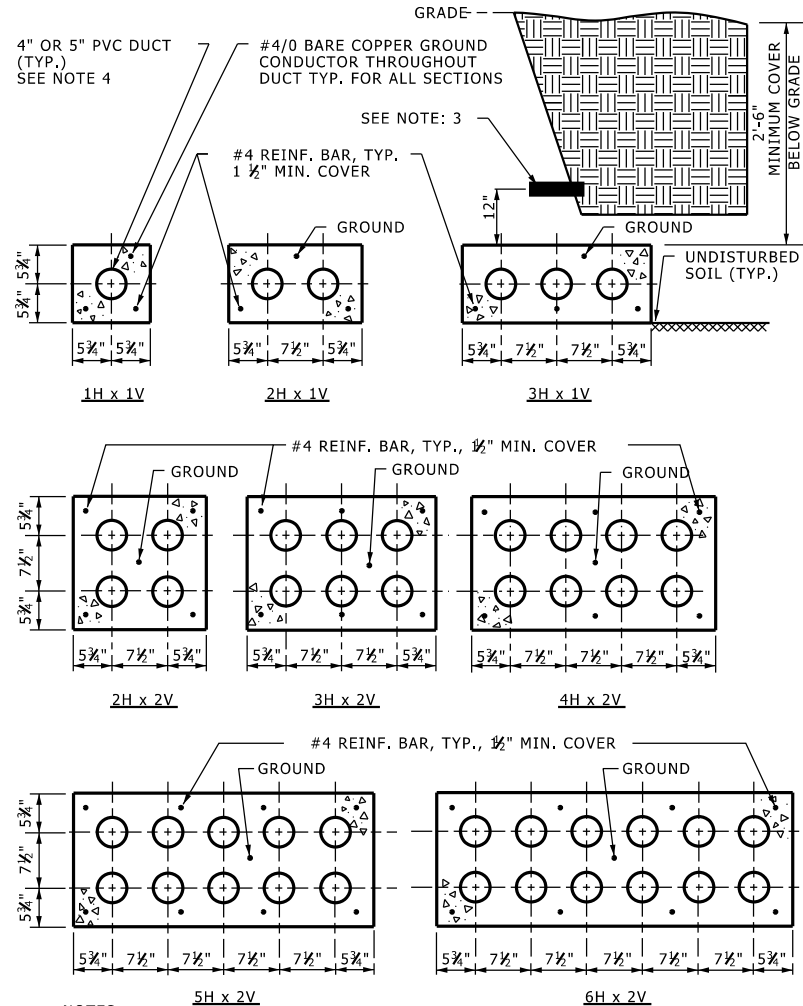 GRADE
4" OR 5" PVC DUCT
(TYP.)
SEE NOTE 4
#4/0 BARE COPPER GROUND
CONDUCTOR THROUGHOUT
DUCT TYP. FOR ALL SECTIONS
SEE NOTE: 3
#4 REINF. BAR, TYP.
1 ½" MIN. COVER
2'-6"
MINIMUM COVER
BELOW GRADE
12"
GROUND
GROUND
UNDISTURBED
SOIL (TYP.)
5¾"
5¾"
5¾" 5¾"
5¾" 7½" 5¾"
5¾" 7½" 7½" 5¾"
1H x 1V
2H x 1V
3H x 1V
#4 REINF. BAR, TYP., ½" MIN. COVER
GROUND
GROUND
GROUND
5¾"
7½"
5¾"
5¾" 7½" 5¾"
5¾" 7½" 7½" 5¾"
5¾" 7½" 7½" 7½" 5¾"
2H x 2V
3H x 2V
4H x 2V
#4 REINF. BAR, TYP., ½" MIN. COVER
GROUND
GROUND
5¾"
7½"
5¾"
5¾" 7½" 7½" 7½" 7½" 5¾"
5¾" 7½" 7½" 7½" 7½" 7½" 5¾"
5H x 2V
6H x 2V